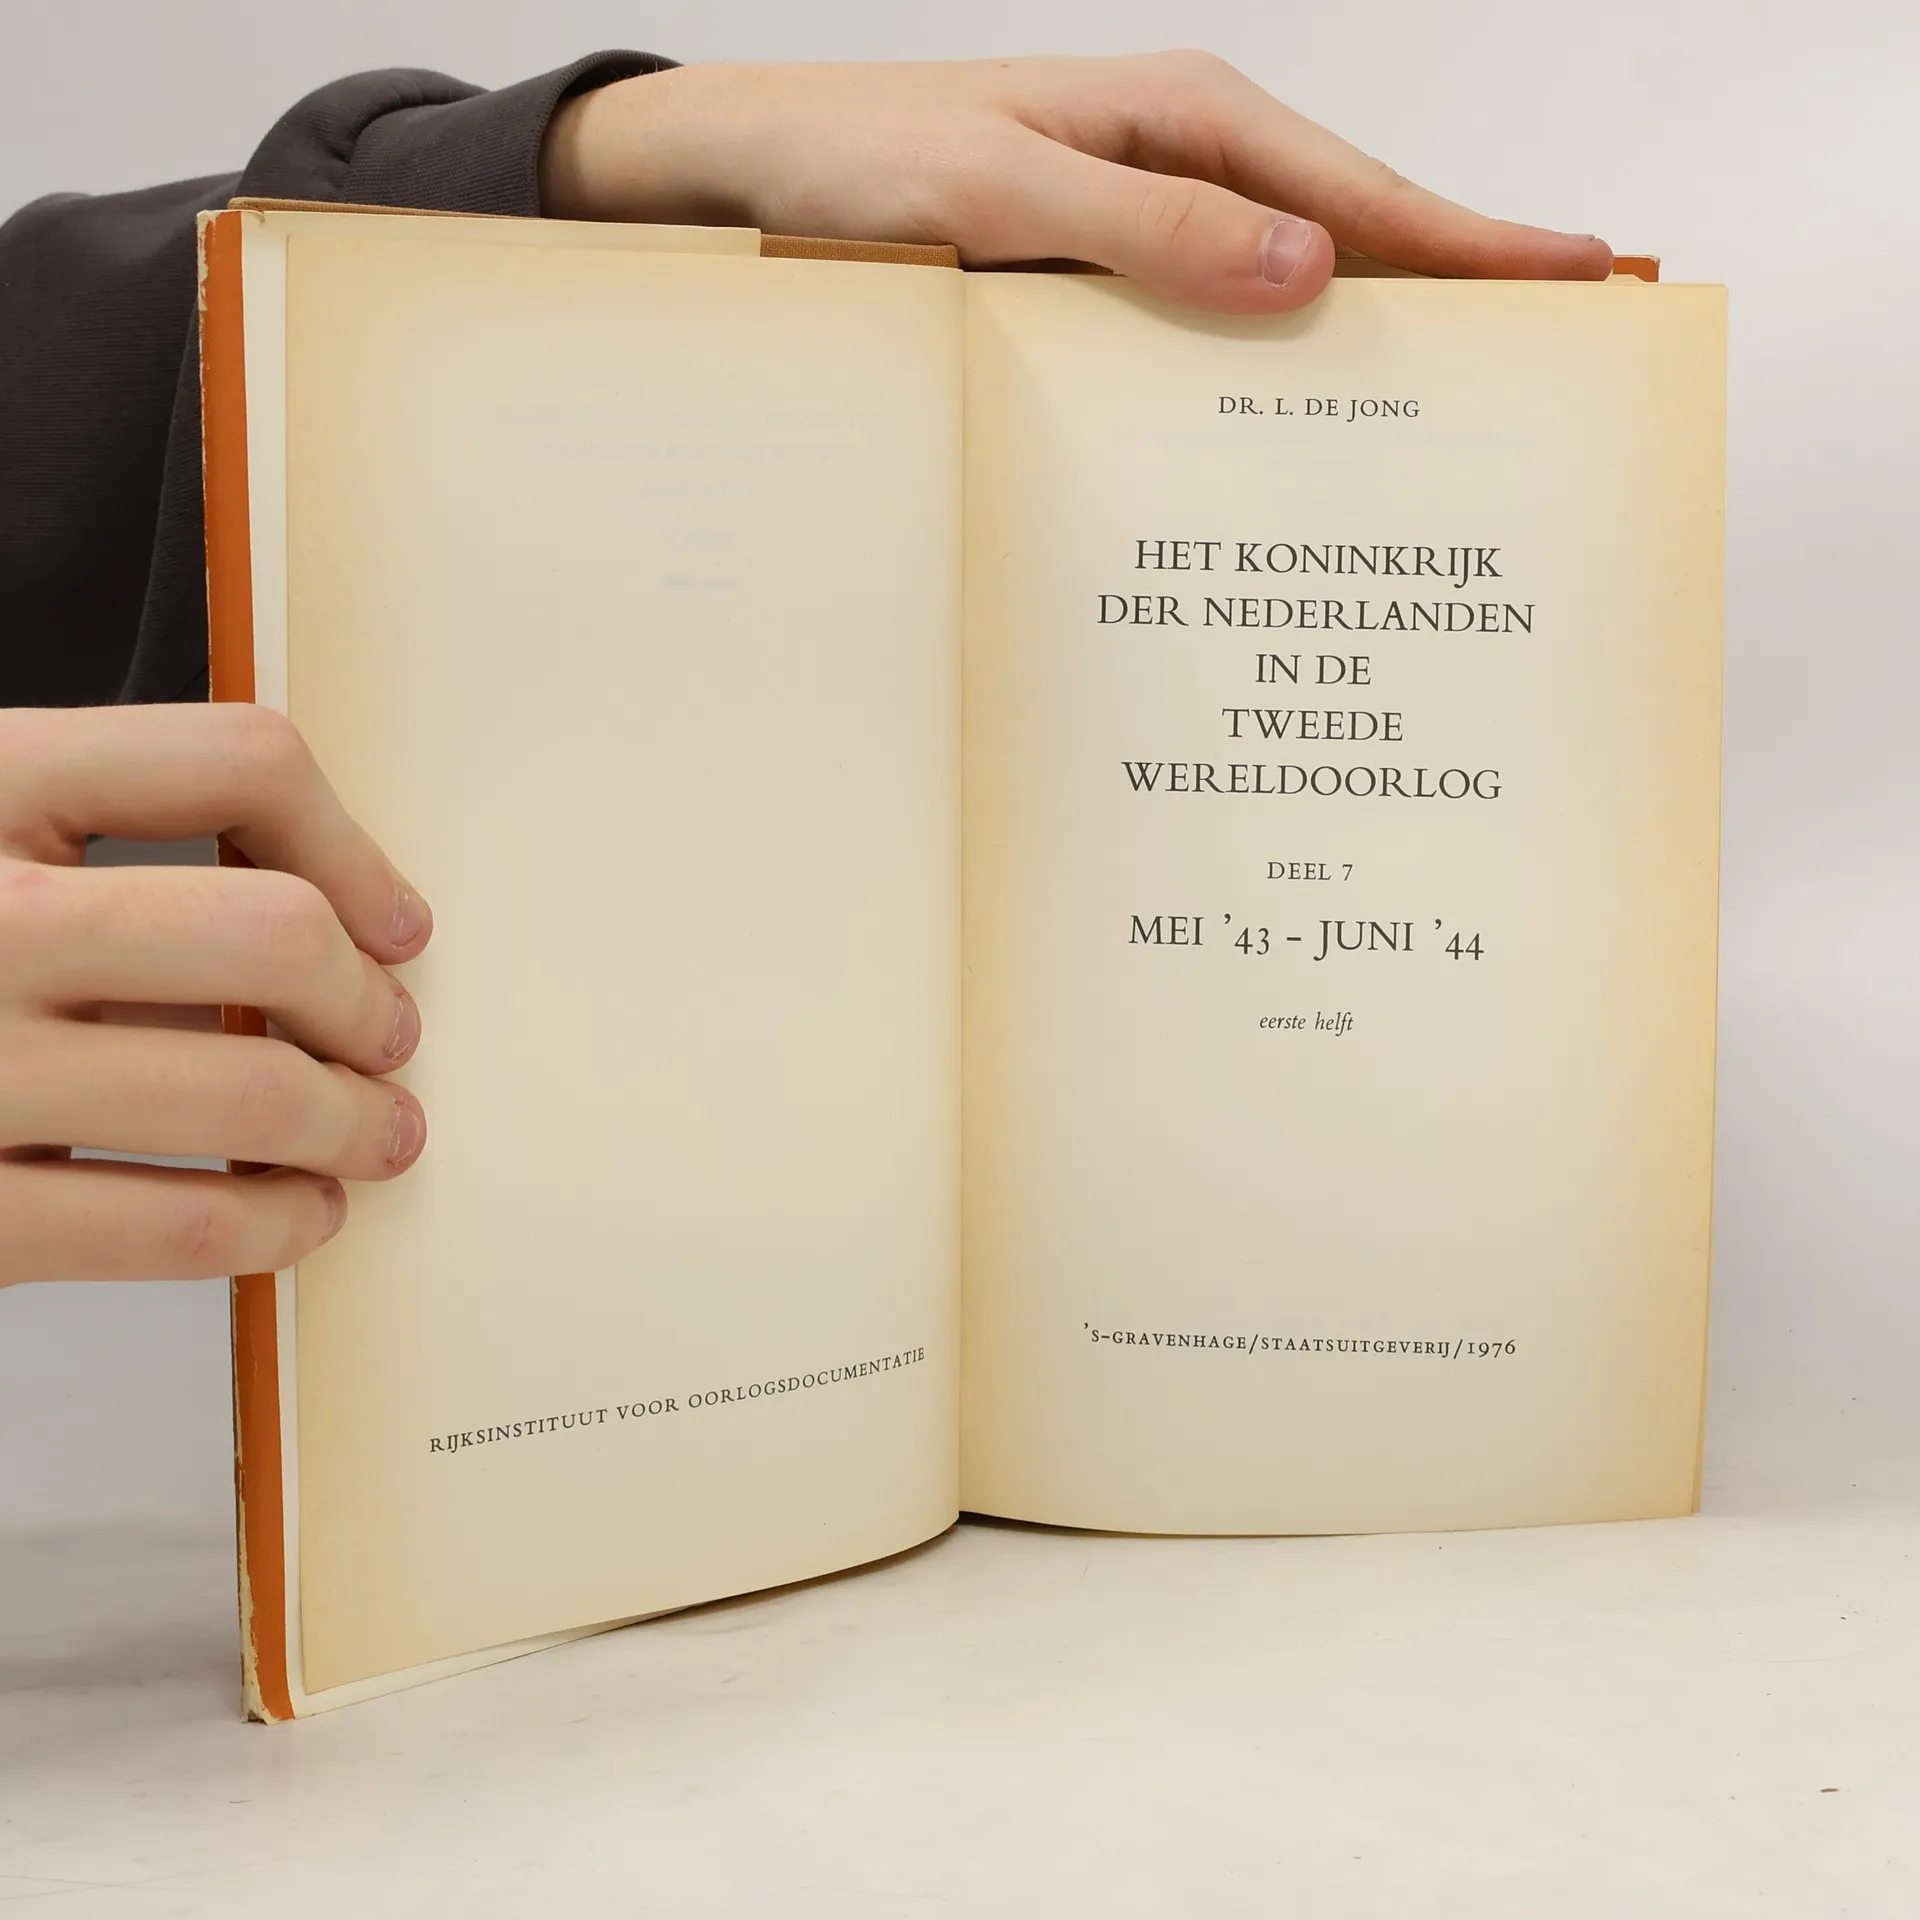 RIJKSINSTITUUT VOOR OORLOGSDOCUMENTATIE
DR. L. DE JONG
HET KONINKRIJK
DER NEDERLANDEN
IN DE
TWEEDE
WERELDOORLOG
DEEL 7
MEI ’43 – JUNI ’44
eerste helft
’S-GRAVENHAGE/STAATSUITGEVERIJ/1976